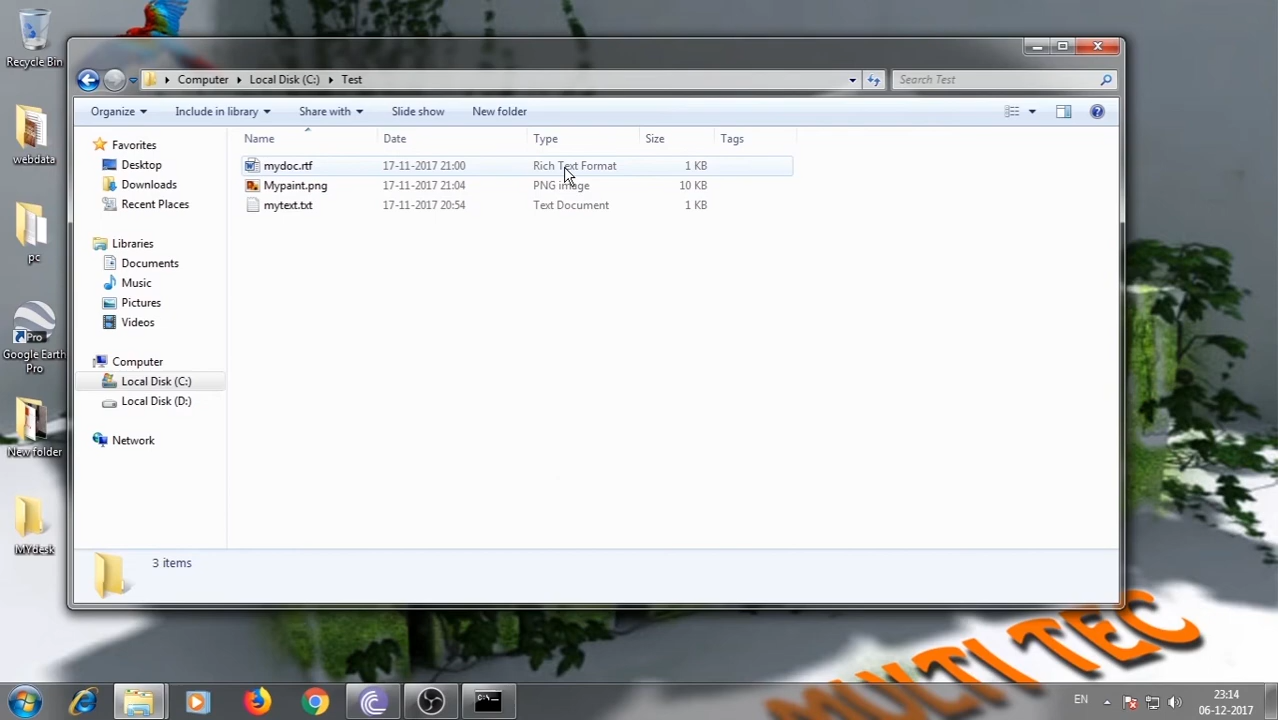 Recycle Bin
webdata
pc
Pro
Google Earth
Pro
New folder
MYdesk
Computer
Local Disk (C:)
Test
Search Test
Organize
Include in library
Share with
Slide show
New folder
Favorites
Desktop
Downloads
Recent Places
Libraries
Documents
Music
Pictures
Videos
Computer
Local Disk (C:)
Local Disk (D:)
Network
Name Date Type Size Tags
mydoc.rtf 17-11-2017 21:00 Rich Text Format 1 KB
Mypaint.png 17-11-2017 21:04 PNG image 10 KB
mytext.txt 17-11-2017 20:54 Text Document 1 KB
3 items
MULTI TEC
C:\.
EN
23:14
06-12-2017